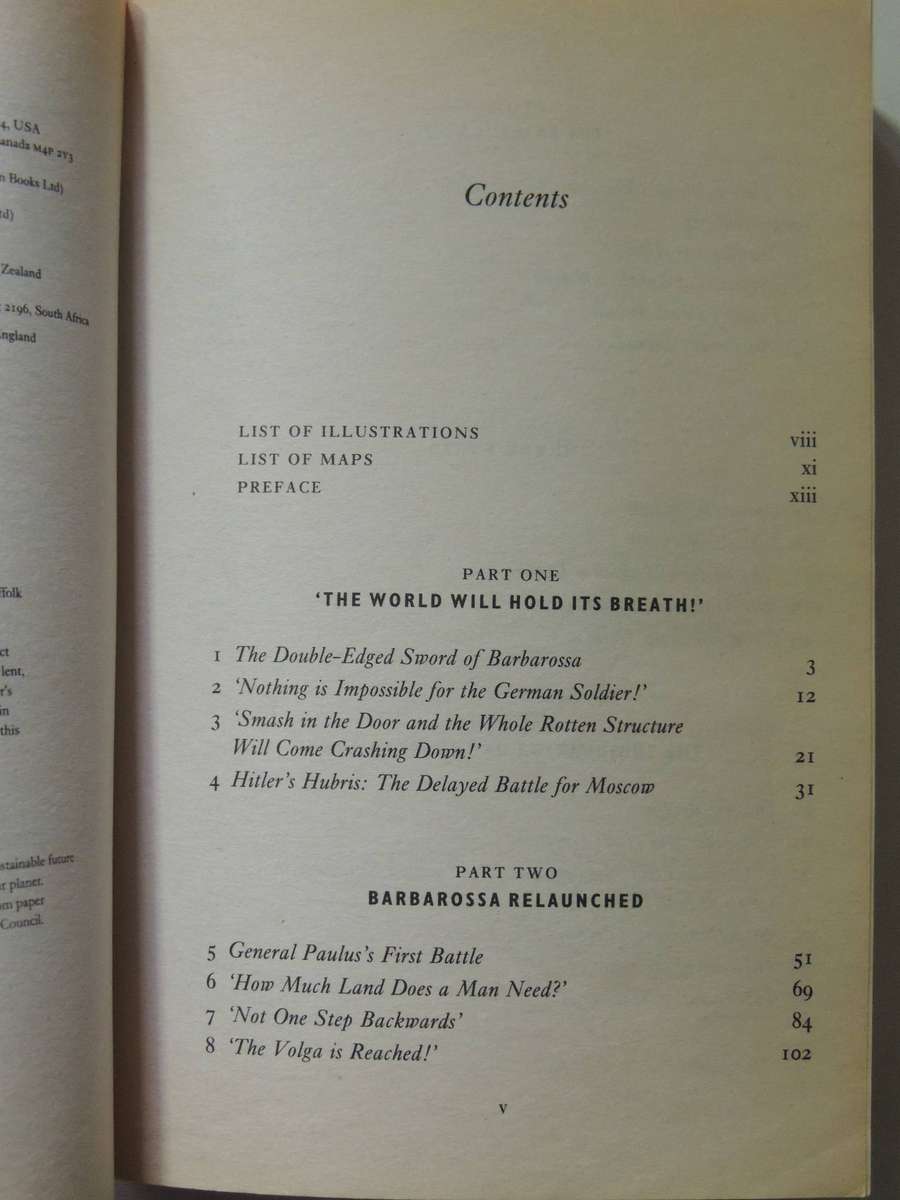 4, USA
anada M4P 2V3
n Books Ltd)
td)
Zealand
2196, South Africa
ngland
ffolk
ct
lent,
r's
in
this
stainable future
r planet.
om paper
Council.
Contents
LIST OF ILLUSTRATIONS viii
LIST OF MAPS xi
PREFACE xiii
PART ONE
‘THE WORLD WILL HOLD ITS BREATH!’
1 The Double-Edged Sword of Barbarossa 3
2 ‘Nothing is Impossible for the German Soldier!’ 12
3 ‘Smash in the Door and the Whole Rotten Structure
Will Come Crashing Down!’ 21
4 Hitler’s Hubris: The Delayed Battle for Moscow 31
PART TWO
BARBAROSSA RELAUNCHED
5 General Paulus’s First Battle 51
6 ‘How Much Land Does a Man Need?’ 69
7 ‘Not One Step Backwards’ 84
8 ‘The Volga is Reached!’ 102
v